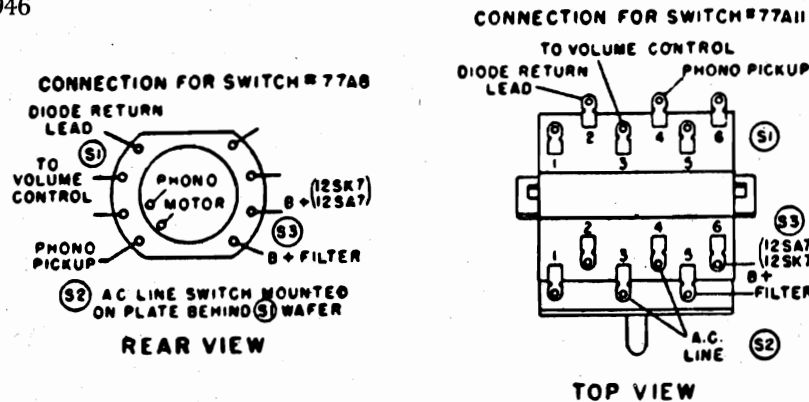 946
CONNECTION FOR SWITCH #77A8
DIODE RETURN
LEAD
S1
TO
VOLUME
CONTROL
PHONO
MOTOR
B+(12SK7
12SA7)
S3
PHONO
PICKUP
B+ FILTER
S2 AC LINE SWITCH MOUNTED
ON PLATE BEHIND S1 WAFER
REAR VIEW
CONNECTION FOR SWITCH #77A11
TO VOLUME CONTROL
DIODE RETURN
LEAD
PHONO PICKUP
S1
1 2 3 4 5 6
S3
1 2 3 4 5 6
(12SA7
12SK7
B+
FILTER
A.C.
LINE
S2
TOP VIEW